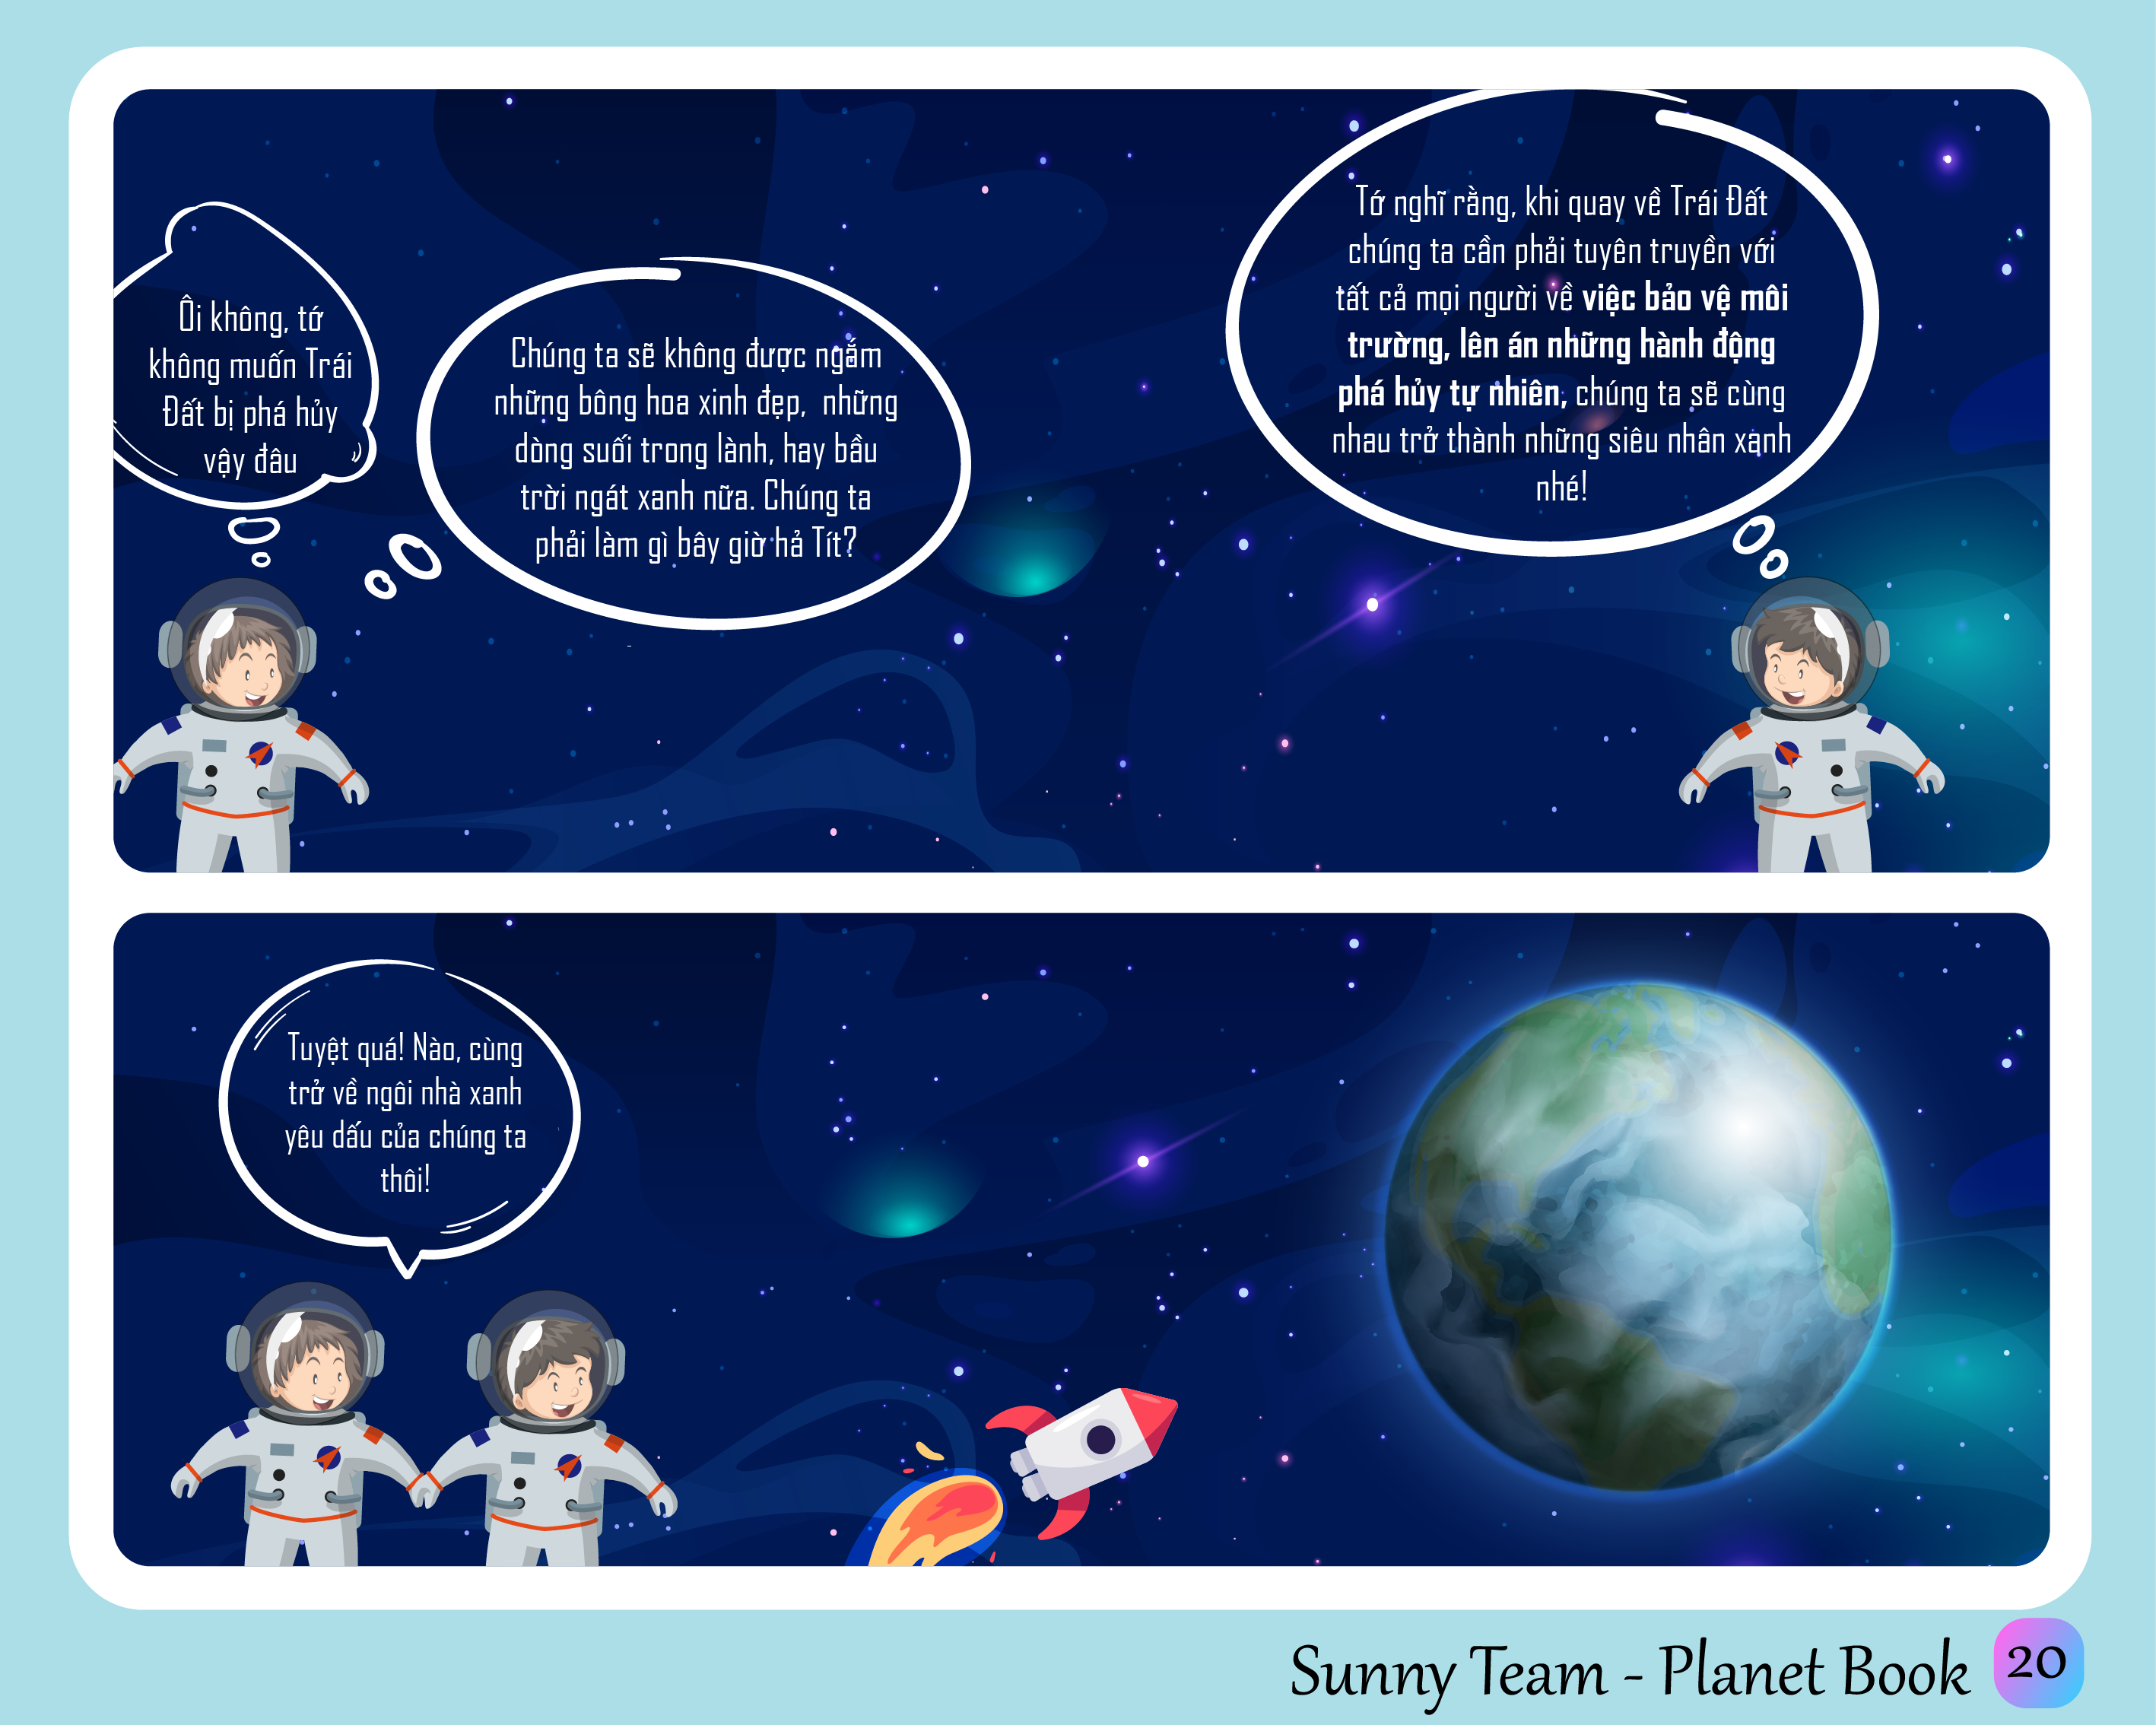 Ôi không, tớ
không muốn Trái
Đất bị phá hủy
vậy đâu
Chúng ta sẽ không được ngắm
những bông hoa xinh đẹp, những
dòng suối trong lành, hay bầu
trời ngát xanh nữa. Chúng ta
phải làm gì bây giờ hả Tít?
Tớ nghĩ rằng, khi quay về Trái Đất
chúng ta cần phải tuyên truyền với
tất cả mọi người về việc bảo vệ môi
trường, lên án những hành động
phá hủy tự nhiên, chúng ta sẽ cùng
nhau trở thành những siêu nhân xanh
nhé!
Tuyệt quá! Nào, cùng
trở về ngôi nhà xanh
yêu dấu của chúng ta
thôi!
Sunny Team - Planet Book 20